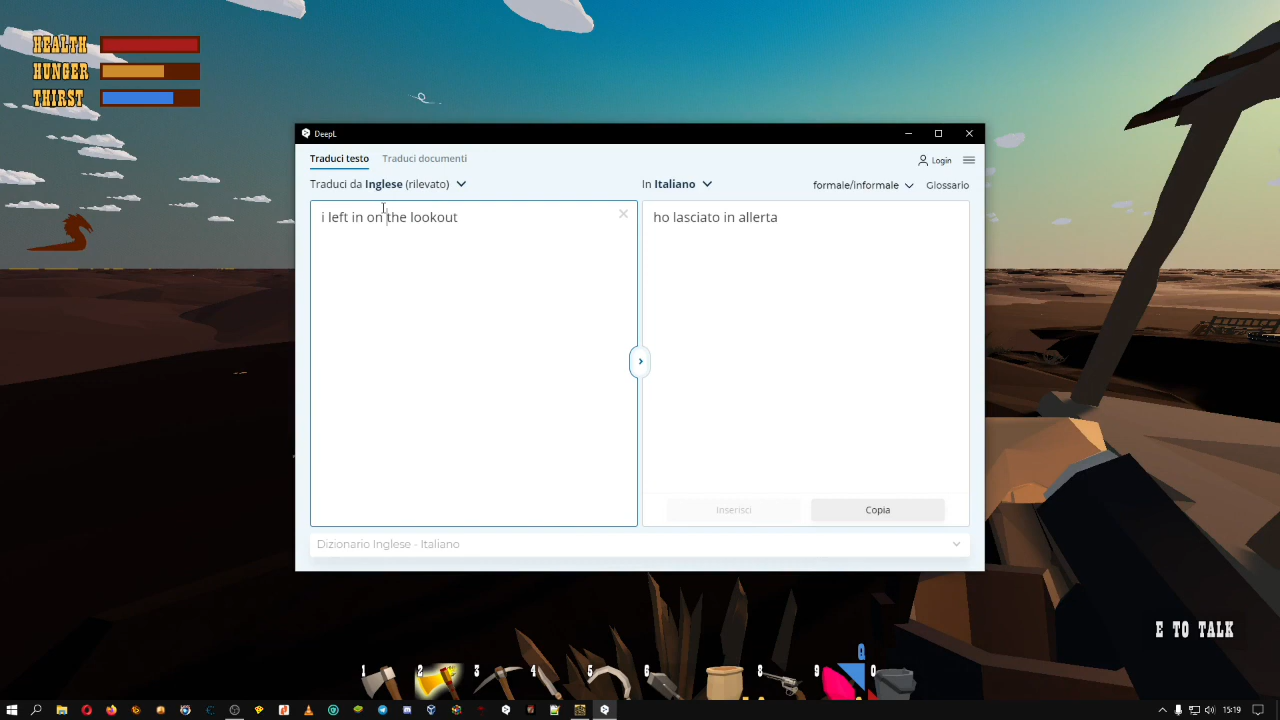 HEALTH
HUNGER
THIRST
DeepL
Traduci testo Traduci documenti
Login
Traduci da Inglese (rilevato)
In Italiano
formale/informale
Glossario
i left in on the lookout
ho lasciato in allerta
Inserisci
Copia
Dizionario Inglese - Italiano
E TO TALK
Q
1 2 3 4 5 6 8 9 0
15:19